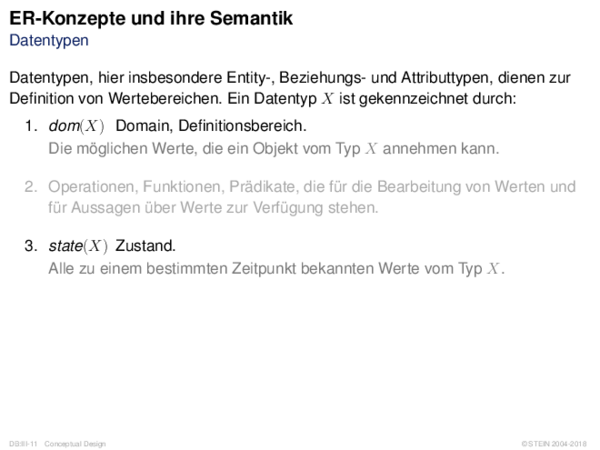 ER-Konzepte und ihre Semantik
Datentypen
Datentypen, hier insbesondere Entity-, Beziehungs- und Attributtypen, dienen zur
Definition von Wertebereichen. Ein Datentyp X ist gekennzeichnet durch:
1. dom(X) Domain, Definitionsbereich.
Die möglichen Werte, die ein Objekt vom Typ X annehmen kann.
2. Operationen, Funktionen, Prädikate, die für die Bearbeitung von Werten und
für Aussagen über Werte zur Verfügung stehen.
3. state(X) Zustand.
Alle zu einem bestimmten Zeitpunkt bekannten Werte vom Typ X.
DB:III-11 Conceptual Design © STEIN 2004-2018